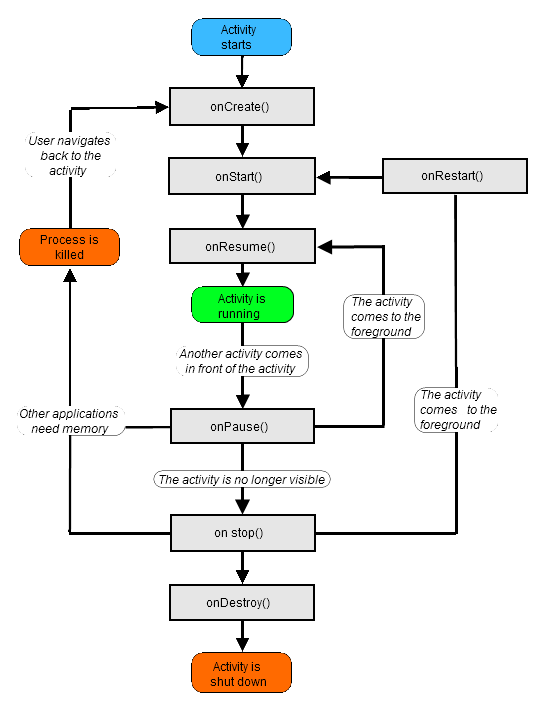 Activity
starts
onCreate()
User navigates
back to the
activity
onStart()
onRestart()
Process is
killed
onResume()
Activity is
running
The activity
comes to the
foreground
Another activity comes
in front of the activity
The activity
comes to the
foreground
Other applications
need memory
onPause()
The activity is no longer visible
on stop()
onDestroy()
Activity is
shut down